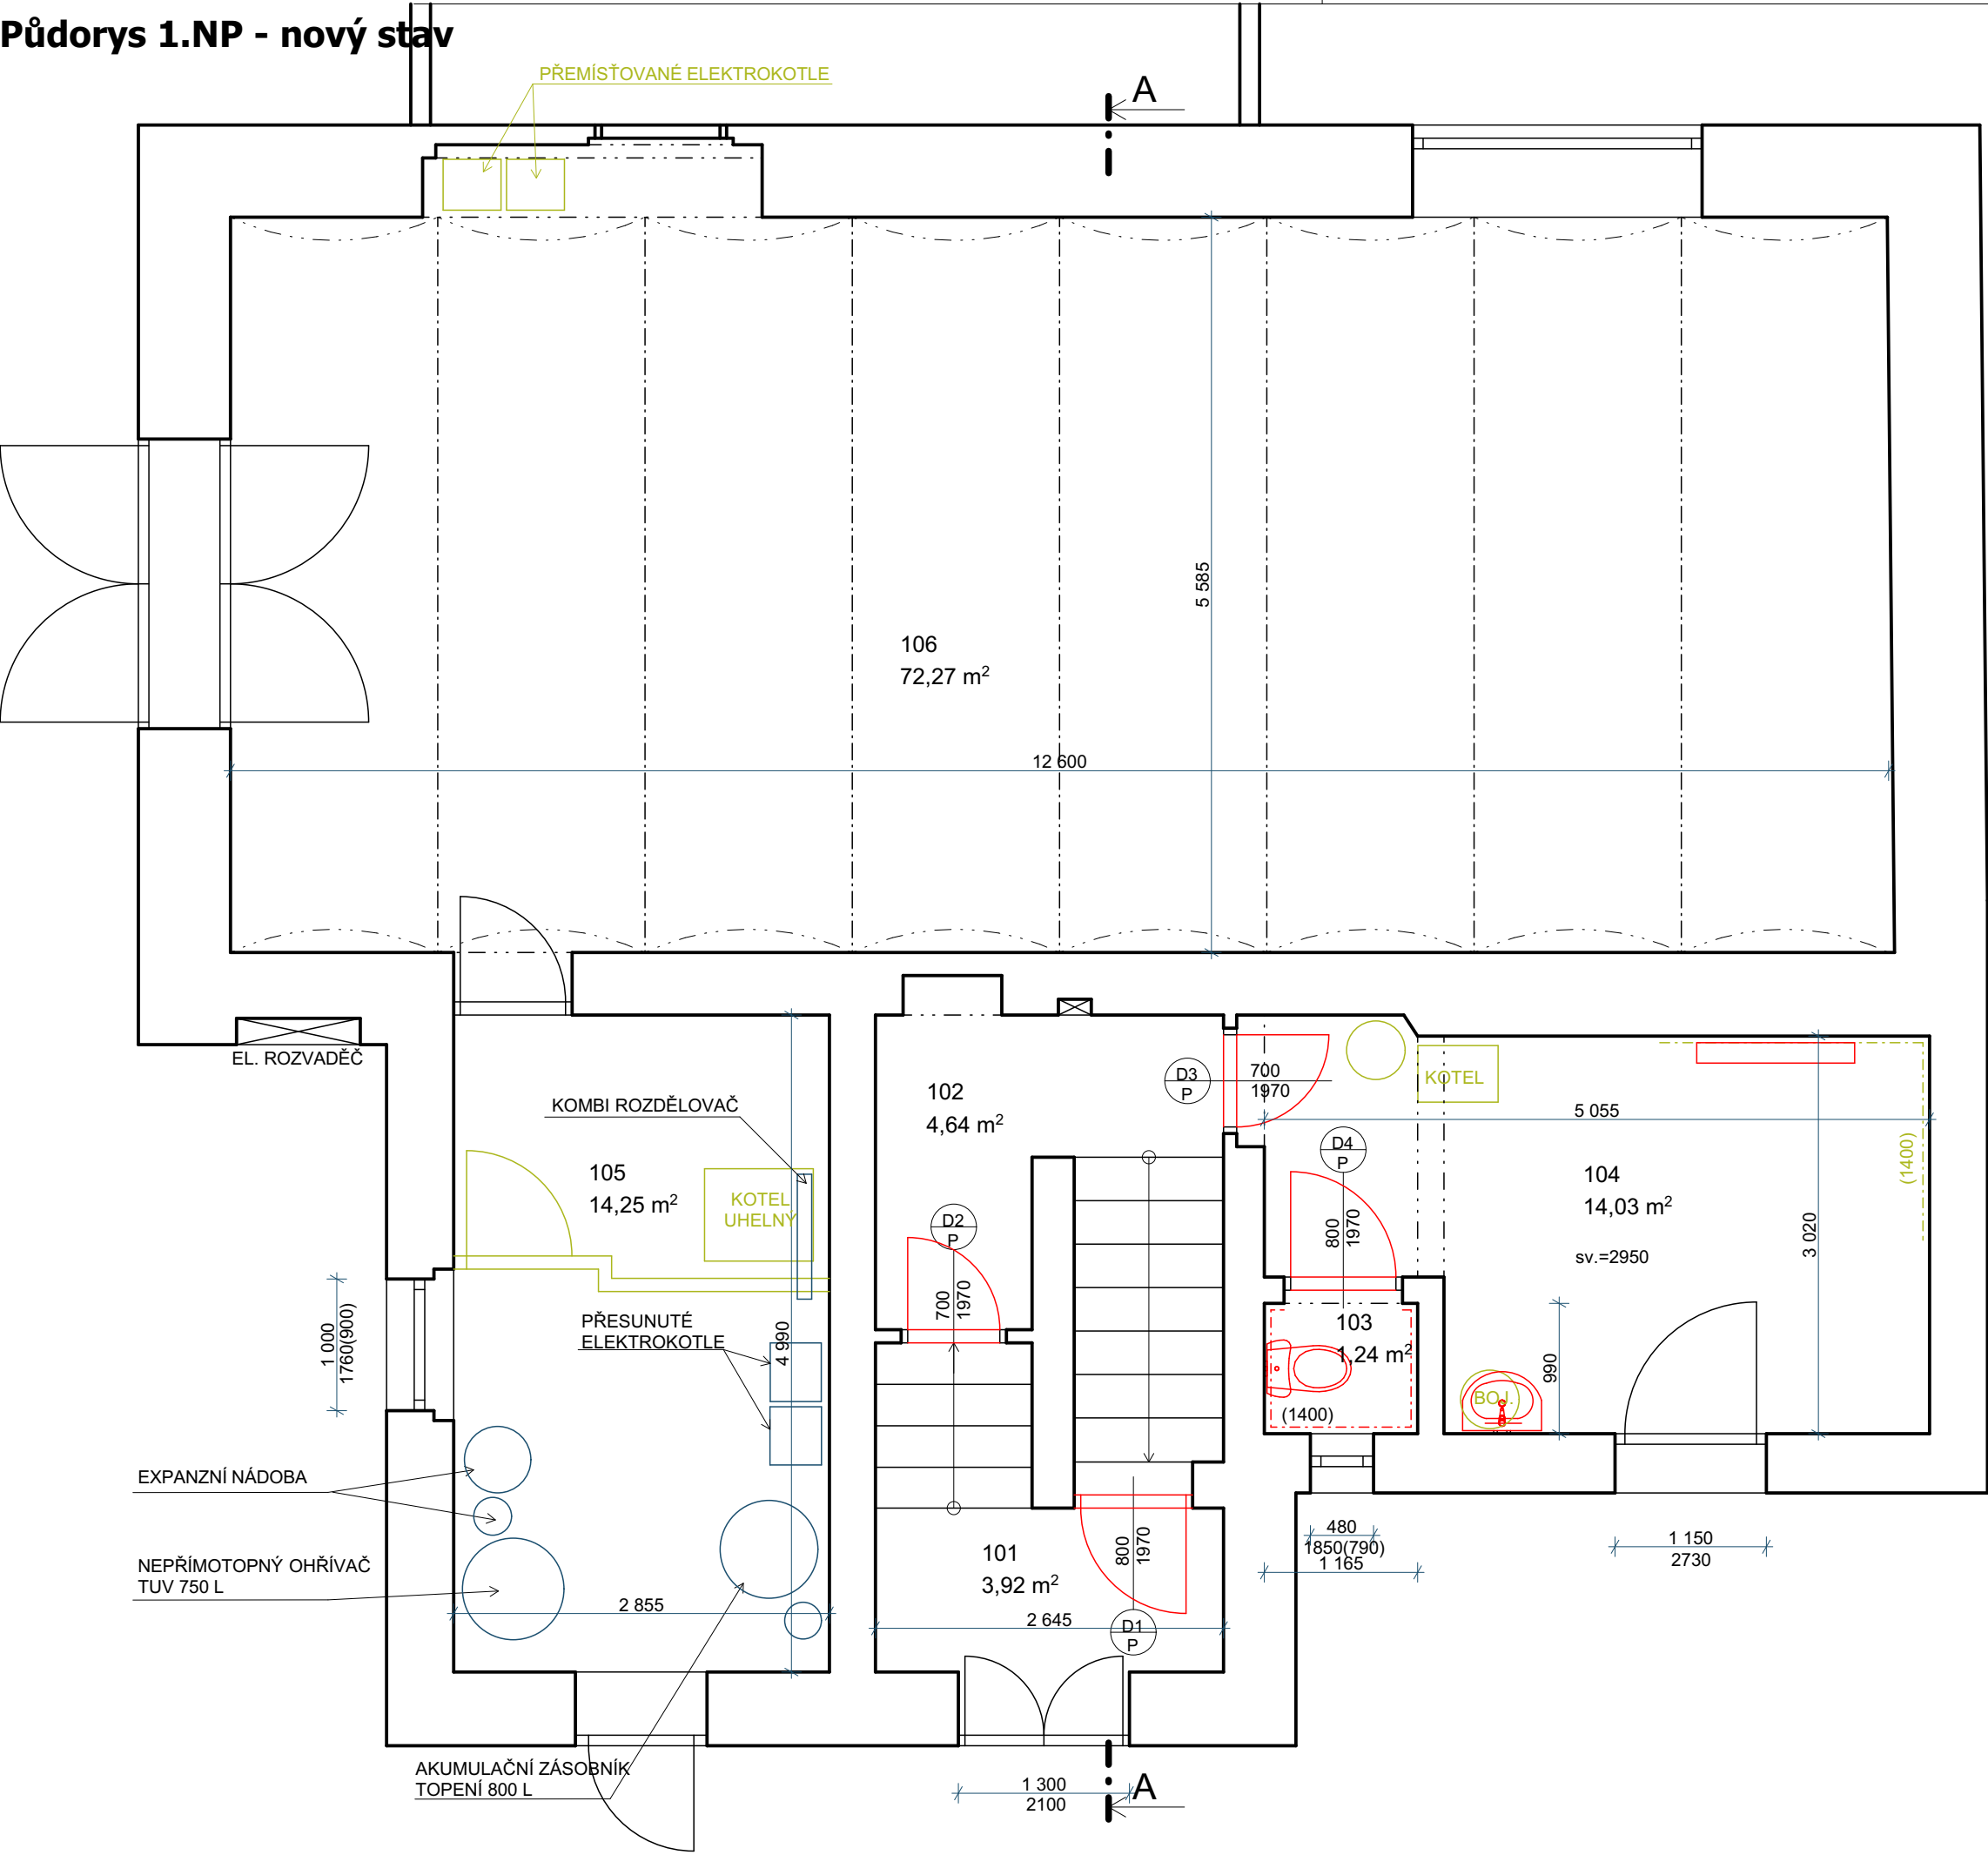 Půdorys 1.NP - nový stav
PŘEMÍSŤOVANÉ ELEKTROKOTLE
A
5 585
106
72,27 m²
12 600
EL. ROZVADĚČ
KOMBI ROZDĚLOVAČ
105
14,25 m²
KOTEL
UHELNÝ
102
4,64 m²
D3
P
700
1970
KOTEL
5 055
(1400)
D4
P
800
1970
104
14,03 m²
sv.=2950
3 020
D2
P
700
1970
1 000
1760(900)
PŘESUNUTÉ
ELEKTROKOTLE
4 990
103
1,24 m²
(1400)
990
BOJ.
EXPANZNÍ NÁDOBA
NEPŘÍMOTOPNÝ OHŘÍVAČ
TUV 750 L
2 855
101
3,92 m²
800
1970
2 645
D1
P
480
1850(790)
1 165
1 150
2730
AKUMULAČNÍ ZÁSOBNÍK
TOPENÍ 800 L
1 300
2100
A